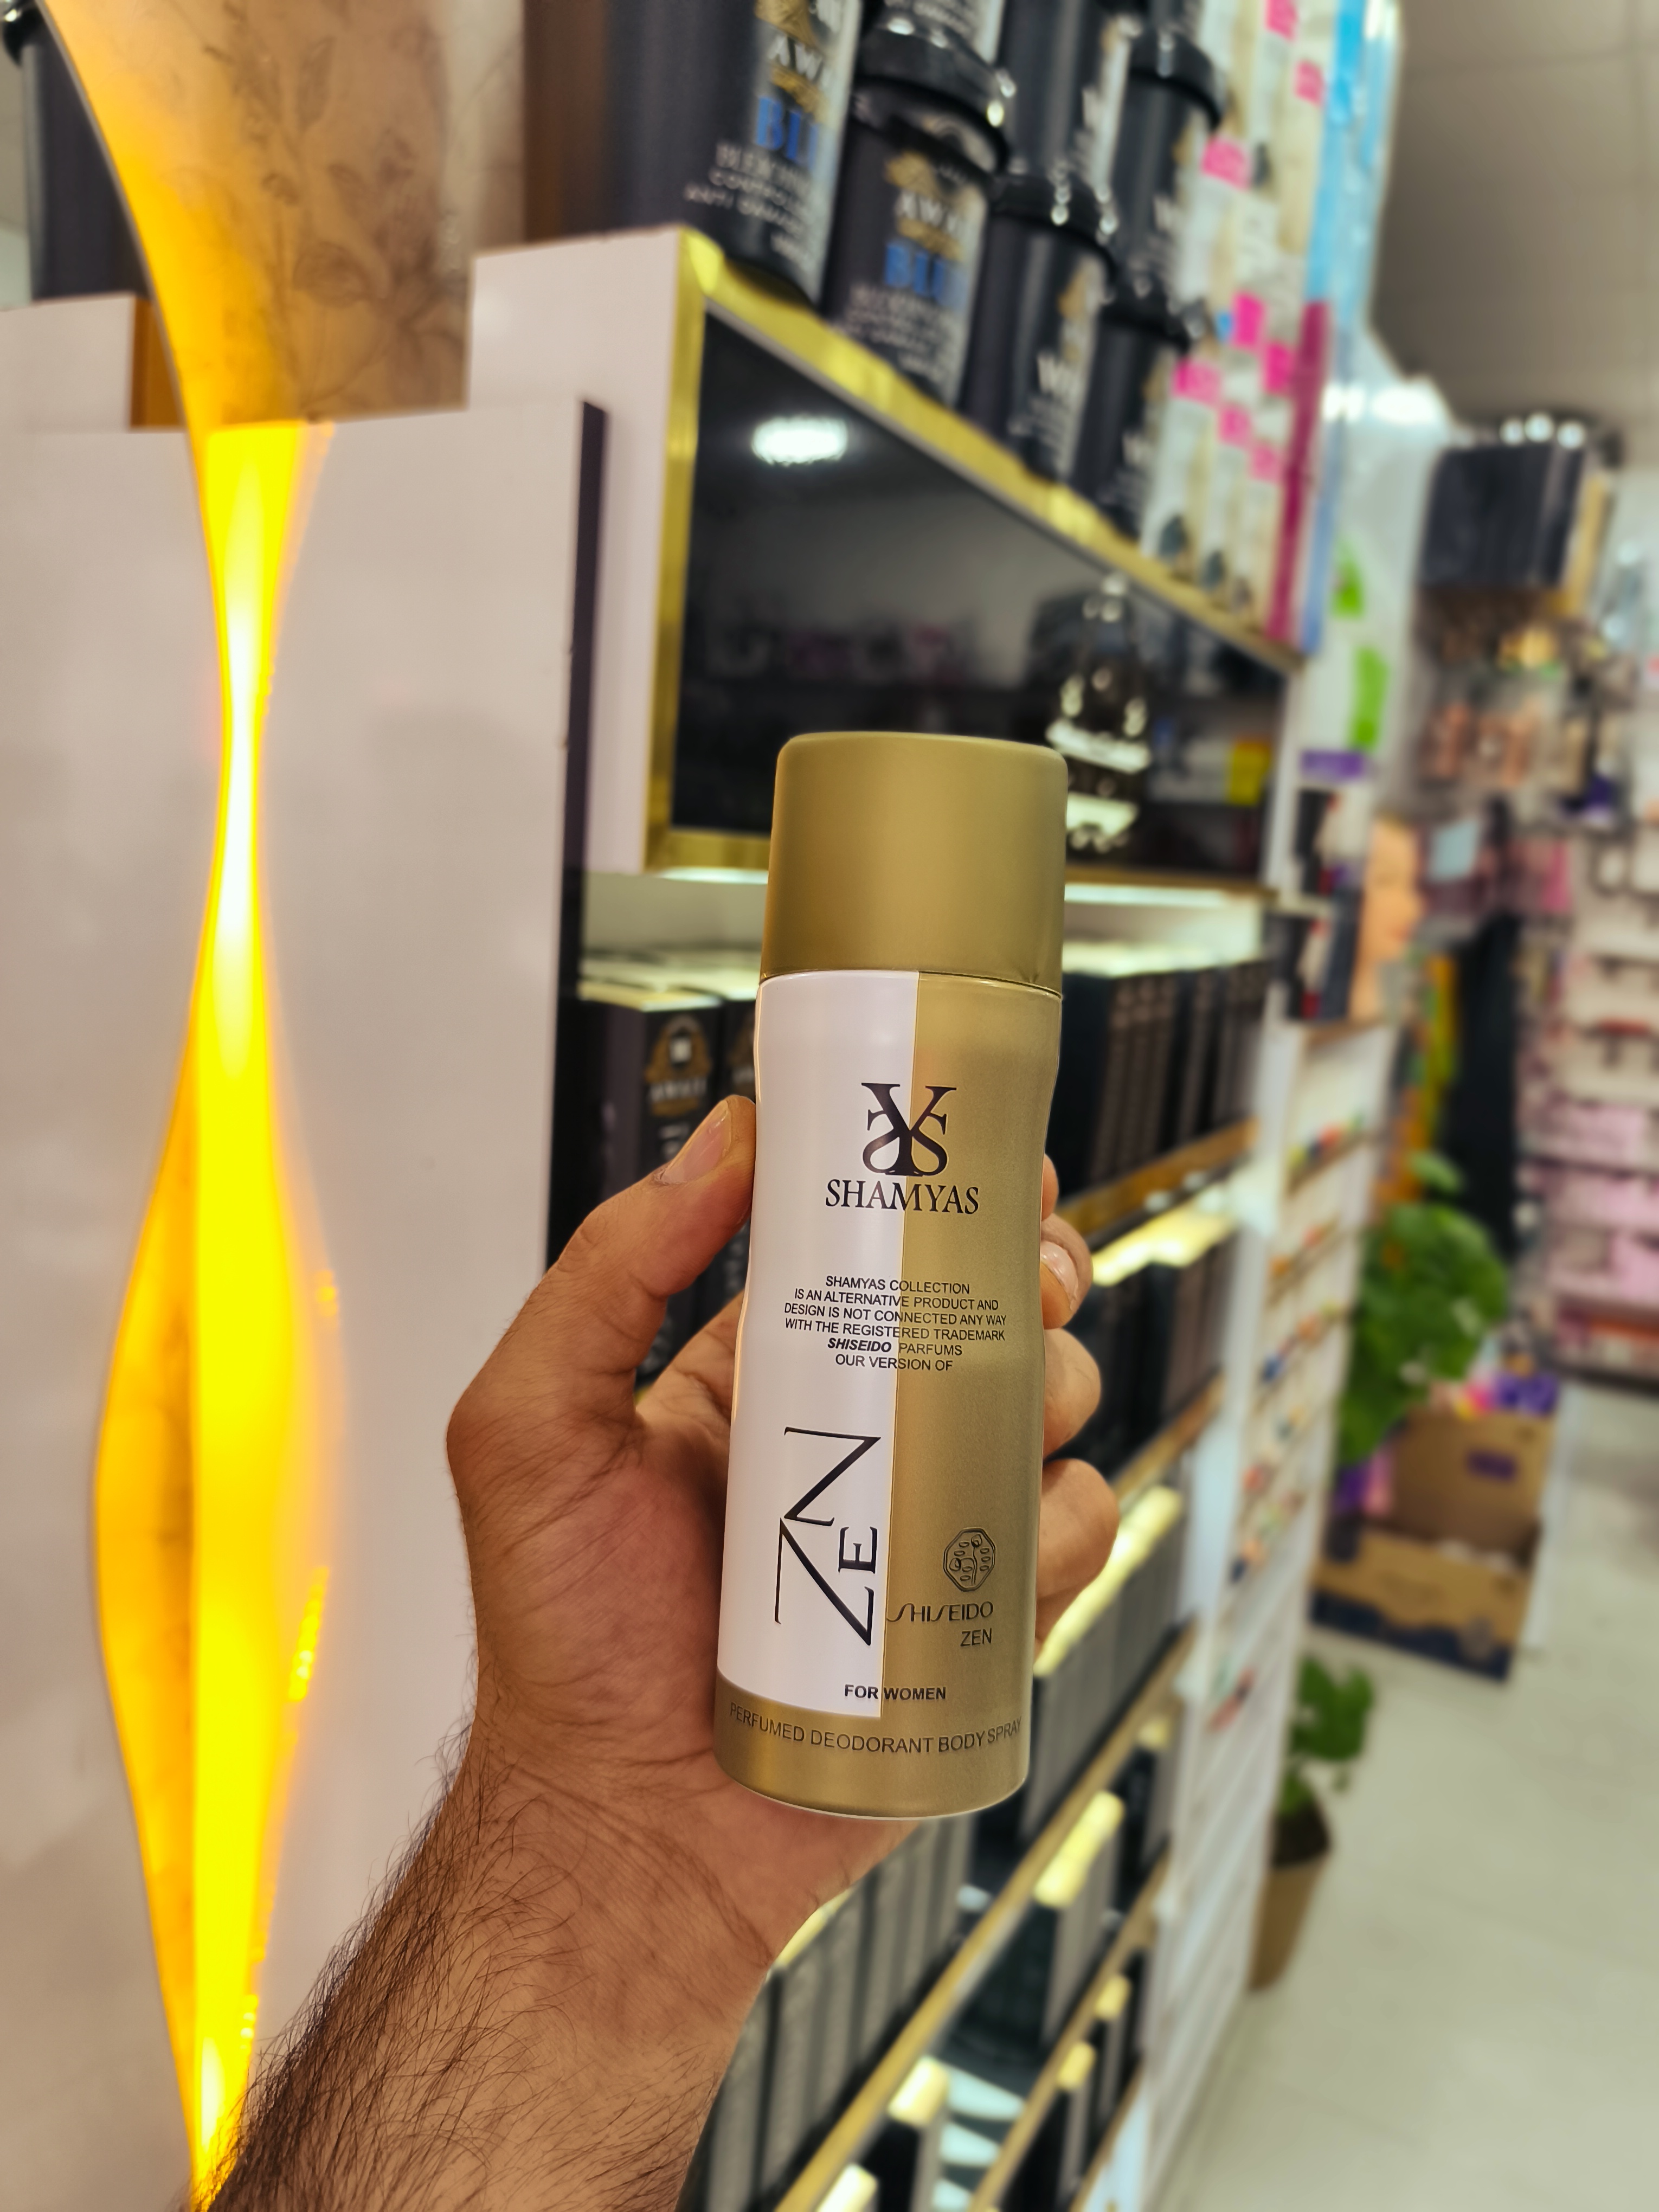 SHAMYAS
SHAMYAS COLLECTION
IS AN ALTERNATIVE PRODUCT AND
DESIGN IS NOT CONNECTED ANY WAY
WITH THE REGISTERED TRADEMARK
SHISEIDO PARFUMS
OUR VERSION OF
ZEN
SHISEIDO
ZEN
FOR WOMEN
PERFUMED DEODORANT BODY SPRAY